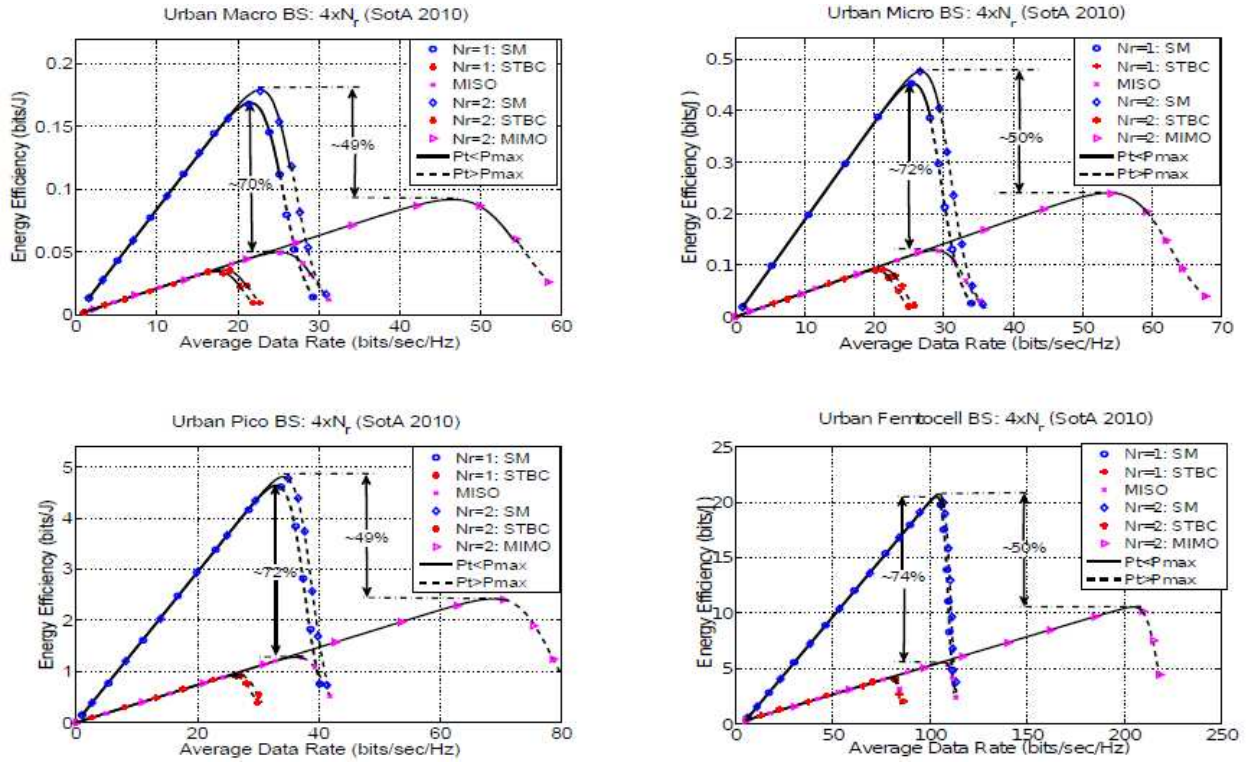 Urban Macro BS: 4xNr (SotA 2010)
Energy Efficiency (bits/J)
0.2
0.15
0.1
0.05
0
~70%
~49%
Nr=1: SM
Nr=1: STBC
MISO
Nr=2: SM
Nr=2: STBC
Nr=2: MIMO
Pt<Pmax
Pt>Pmax
0 10 20 30 40 50 60
Average Data Rate (bits/sec/Hz)
Urban Micro BS: 4xNr (SotA 2010)
Energy Efficiency (bits/J)
0.5
0.4
0.3
0.2
0.1
0.0
~72%
~50%
Nr=1: SM
Nr=1: STBC
MISO
Nr=2: SM
Nr=2: STBC
Nr=2: MIMO
Pt<Pmax
Pt>Pmax
0 10 20 30 40 50 60 70
Average Data Rate (bits/sec/Hz)
Urban Pico BS: 4xNr (SotA 2010)
Energy Efficiency (bits/J)
5
4
3
2
1
0
~72%
~49%
Nr=1: SM
Nr=1: STBC
MISO
Nr=2: SM
Nr=2: STBC
Nr=2: MIMO
Pt<Pmax
Pt>Pmax
0 20 40 60 80
Average Data Rate (bits/sec/Hz)
Urban Femtocell BS: 4xNr (SotA 2010)
Energy Efficiency (bits/J)
25
20
15
10
5
0
~74%
~50%
Nr=1: SM
Nr=1: STBC
MISO
Nr=2: SM
Nr=2: STBC
Nr=2: MIMO
Pt<Pmax
Pt>Pmax
0 50 100 150 200 250
Average Data Rate (bits/sec/Hz)